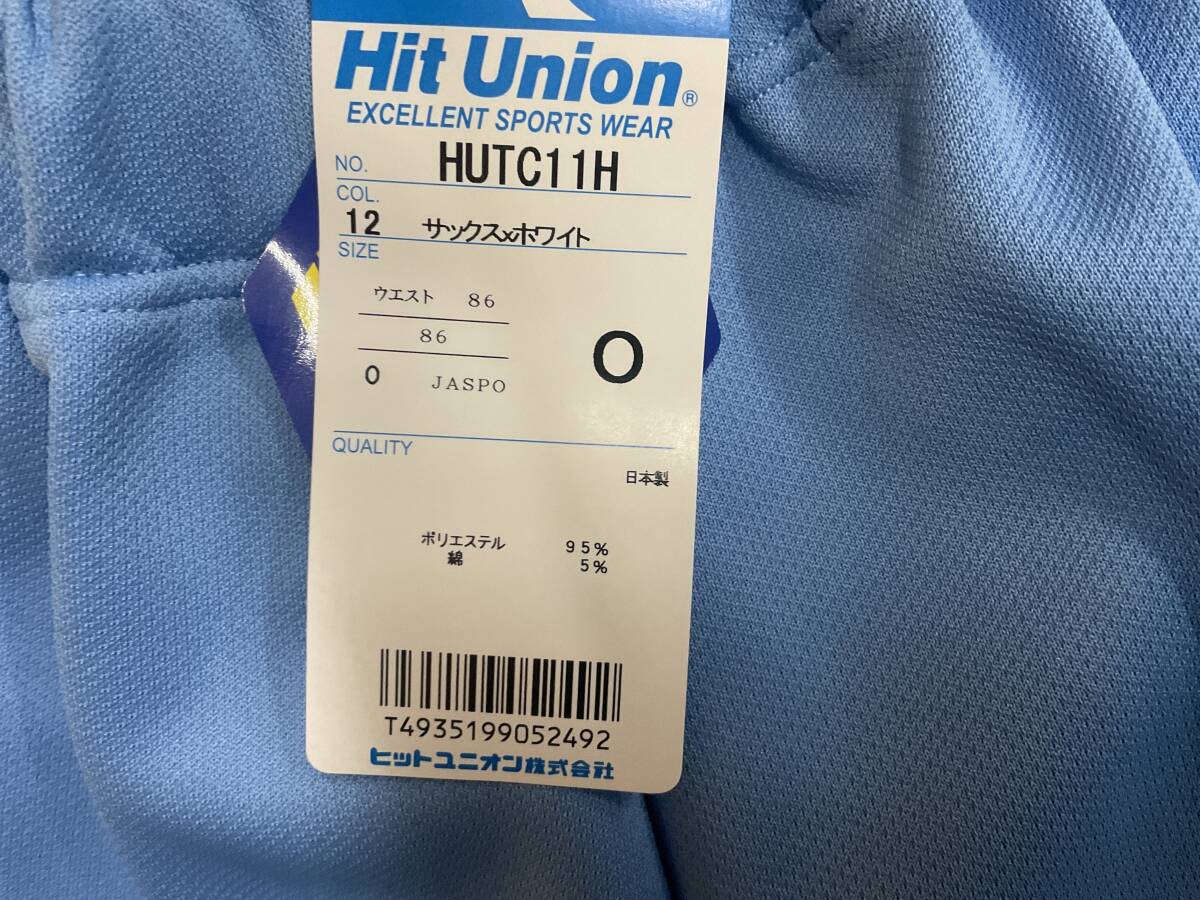 Hit Union®
EXCELLENT SPORTS WEAR
NO. HUTC11H
COL.
12 サックス×ホワイト
SIZE
ウエスト 86
86
O JASPO
O
QUALITY
日本製
ポリエステル 95%
綿 5%
T4935199052492
ヒットユニオン株式会社